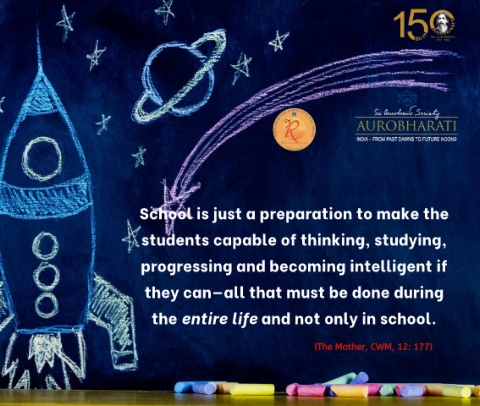 150
Sri Aurobindo Society
AUROBHARATI
INDIA - FROM PAST DAWNS TO FUTURE NOONS
R
School is just a preparation to make the
students capable of thinking, studying,
progressing and becoming intelligent if
they can—all that must be done during
the entire life and not only in school.
(The Mother, CWM, 12: 177)